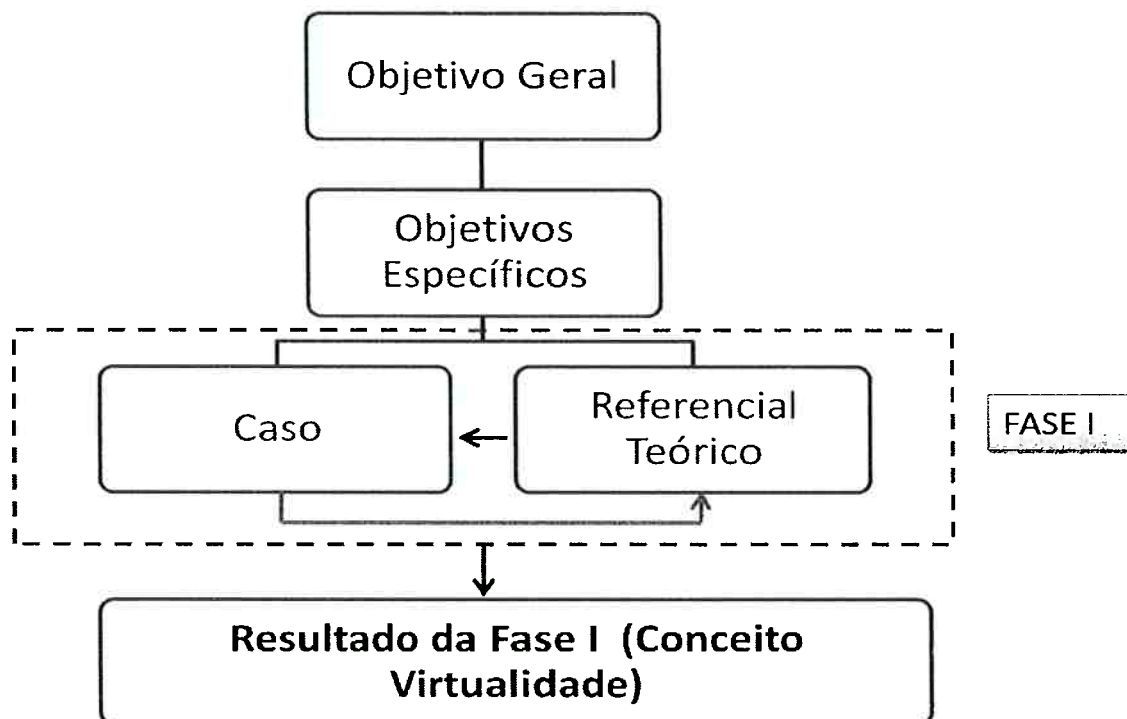 Objetivo Geral
Objetivos
Específicos
Caso
Referencial
Teórico
FASE I
Resultado da Fase I (Conceito
Virtualidade)